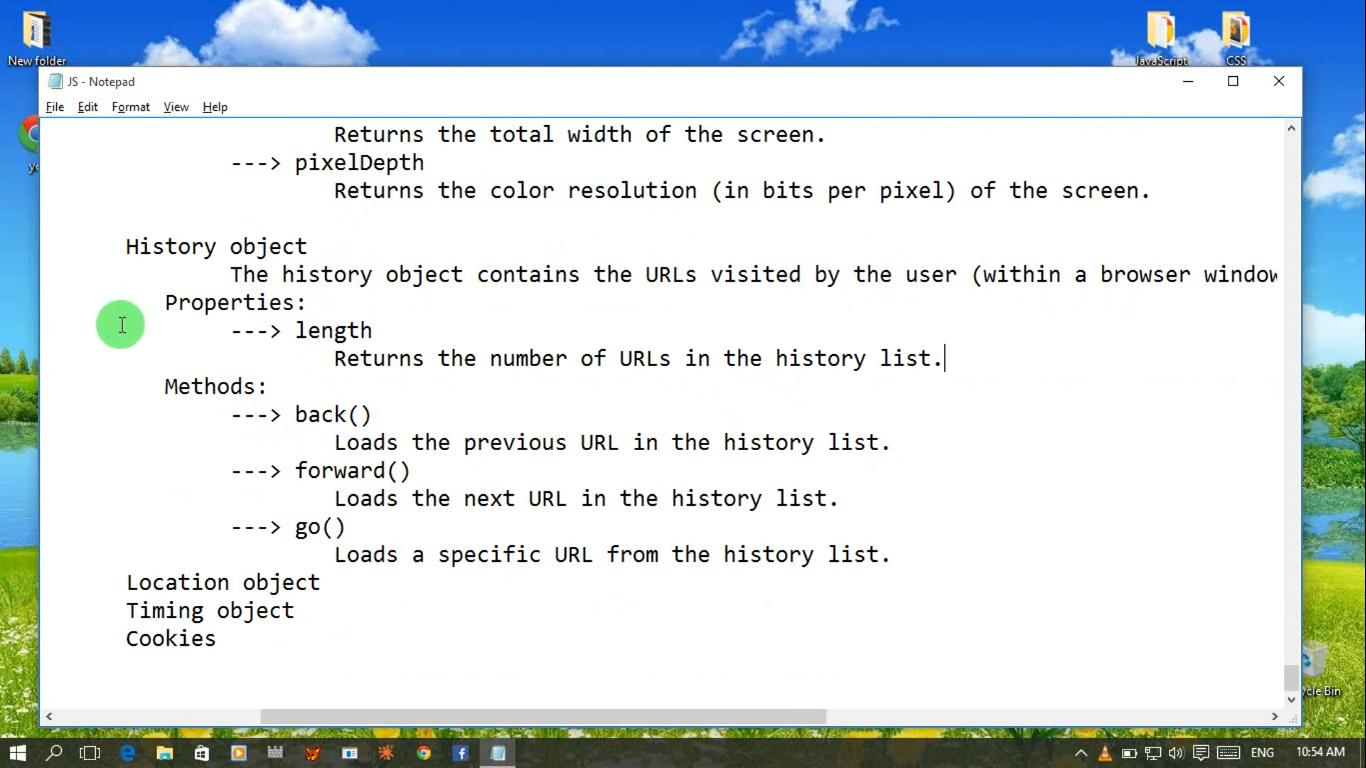 New folder
JavaScript
CSS
JS - Notepad
File Edit Format View Help
Returns the total width of the screen.
---> pixelDepth
Returns the color resolution (in bits per pixel) of the screen.
History object
The history object contains the URLs visited by the user (within a browser window
Properties:
---> length
Returns the number of URLs in the history list.
Methods:
---> back()
Loads the previous URL in the history list.
---> forward()
Loads the next URL in the history list.
---> go()
Loads a specific URL from the history list.
Location object
Timing object
Cookies
ycle Bin
ENG
10:54 AM